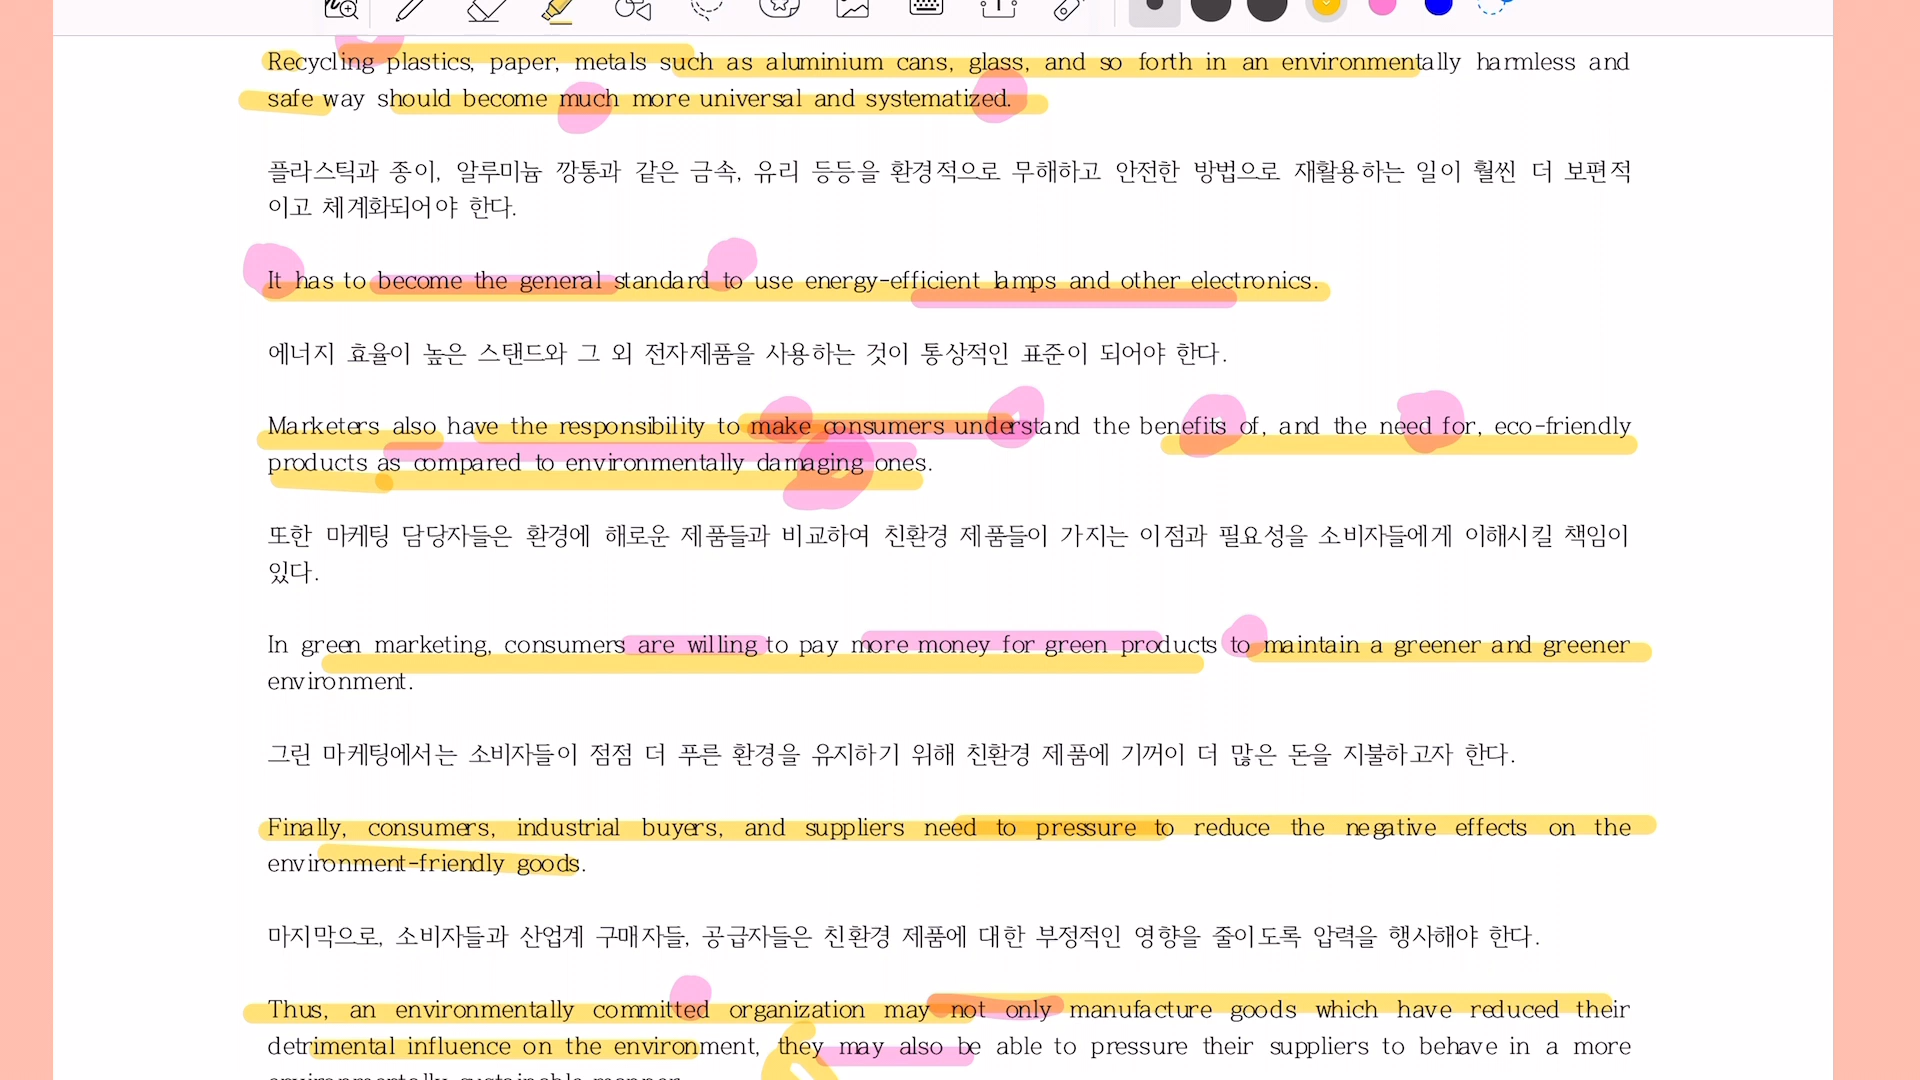 Recycling plastics, paper, metals such as aluminium cans, glass, and so forth in an environmentally harmless and
safe way should become much more universal and systematized.
플라스틱과 종이, 알루미늄 깡통과 같은 금속, 유리 등등을 환경적으로 무해하고 안전한 방법으로 재활용하는 일이 훨씬 더 보편적
이고 체계화되어야 한다.
It has to become the general standard to use energy-efficient lamps and other electronics.
에너지 효율이 높은 스탠드와 그 외 전자제품을 사용하는 것이 통상적인 표준이 되어야 한다.
Marketers also have the responsibility to make consumers understand the benefits of, and the need for, eco-friendly
products as compared to environmentally damaging ones.
또한 마케팅 담당자들은 환경에 해로운 제품들과 비교하여 친환경 제품들이 가지는 이점과 필요성을 소비자들에게 이해시킬 책임이
있다.
In green marketing, consumers are willing to pay more money for green products to maintain a greener and greener
environment.
그린 마케팅에서는 소비자들이 점점 더 푸른 환경을 유지하기 위해 친환경 제품에 기꺼이 더 많은 돈을 지불하고자 한다.
Finally, consumers, industrial buyers, and suppliers need to pressure to reduce the negative effects on the
environment-friendly goods.
마지막으로, 소비자들과 산업계 구매자들, 공급자들은 친환경 제품에 대한 부정적인 영향을 줄이도록 압력을 행사해야 한다.
Thus, an environmentally committed organization may not only manufacture goods which have reduced their
detrimental influence on the environment, they may also be able to pressure their suppliers to behave in a more
environmentally sustainable manner.